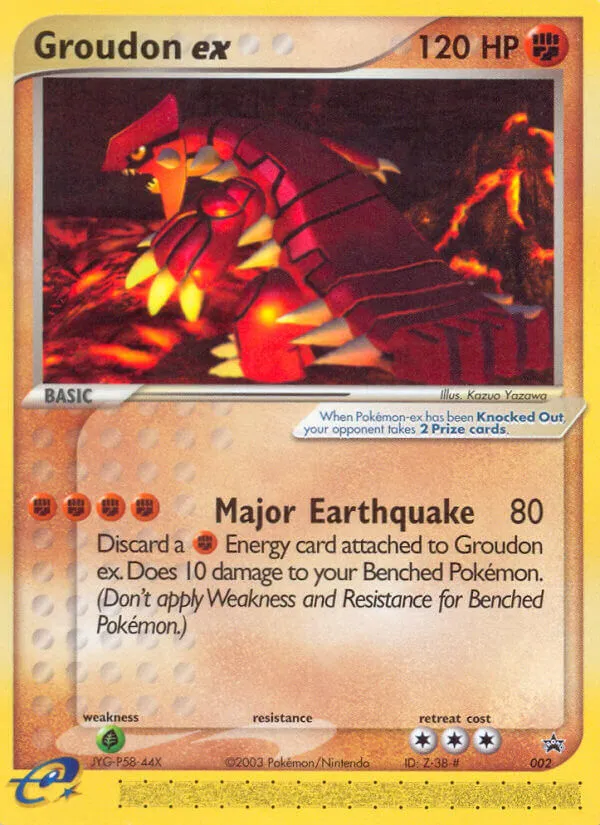 Groudon ex 120 HP
BASIC
Illus. Kazuo Yazawa
When Pokémon-ex has been Knocked Out,
your opponent takes 2 Prize cards.
Major Earthquake 80
Discard a Energy card attached to Groudon
ex. Does 10 damage to your Benched Pokémon.
(Don't apply Weakness and Resistance for Benched
Pokémon.)
weakness resistance retreat cost
JYG-P58-44X ©2003 Pokémon/Nintendo ID: Z-38-# 002
e